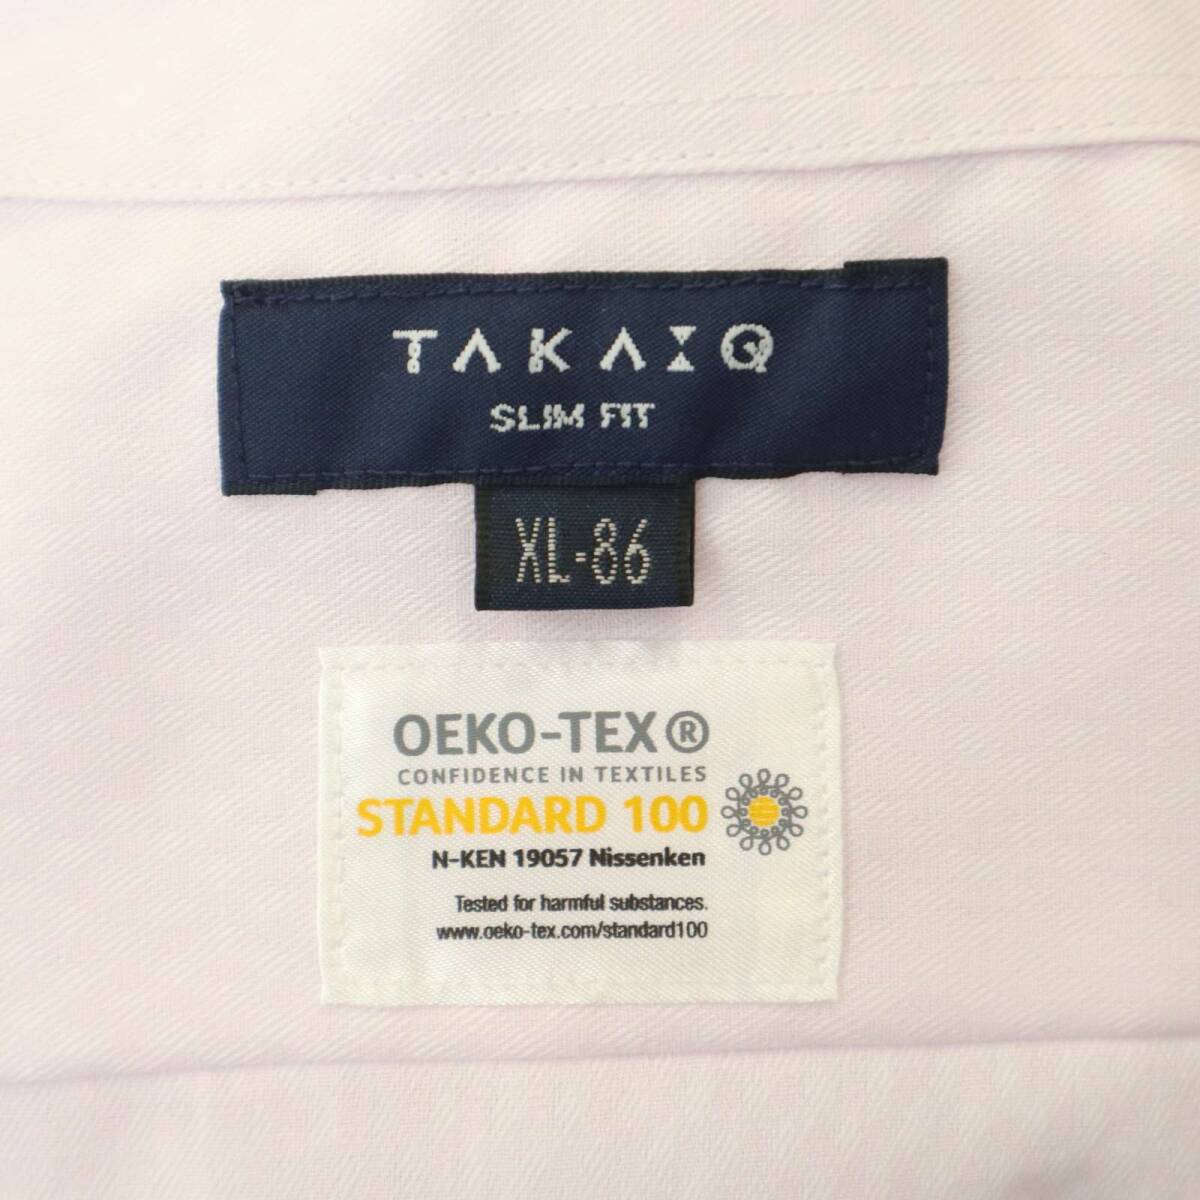 TAKAIQ
SLIM FIT
XL-86
OEKO-TEX®
CONFIDENCE IN TEXTILES
STANDARD 100
N-KEN 19057 Nissenken
Tested for harmful substances.
www.oeko-tex.com/standard100